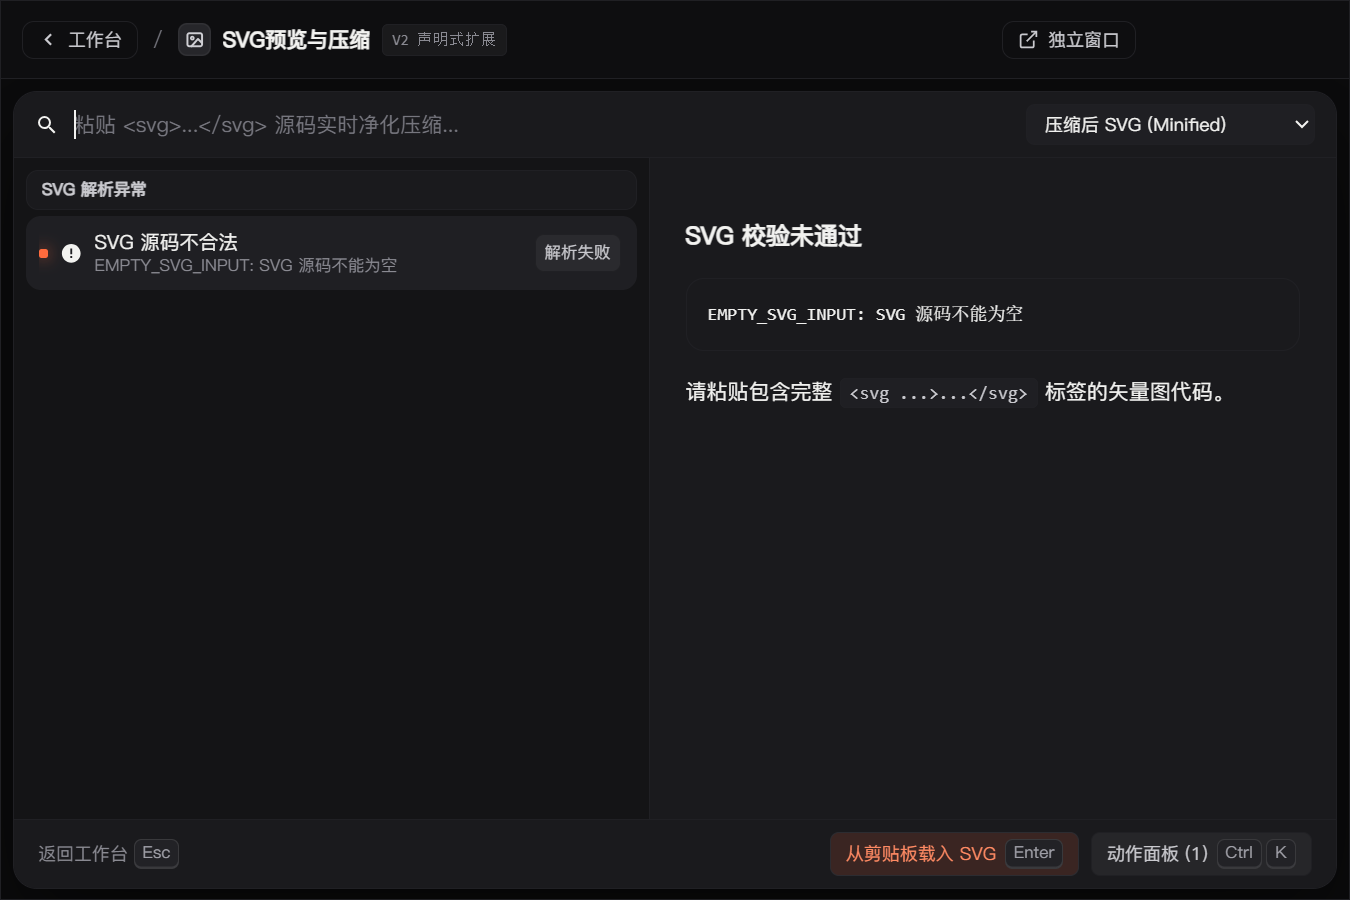 工作台 / SVG预览与压缩 V2 声明式扩展 独立窗口
粘贴 <svg>...</svg> 源码实时净化压缩... 压缩后 SVG (Minified)
SVG 解析异常
SVG 源码不合法
EMPTY_SVG_INPUT: SVG 源码不能为空
解析失败
SVG 校验未通过
EMPTY_SVG_INPUT: SVG 源码不能为空
请粘贴包含完整 <svg ...>...</svg> 标签的矢量图代码。
返回工作台 Esc 从剪贴板载入 SVG Enter 动作面板 (1) Ctrl K